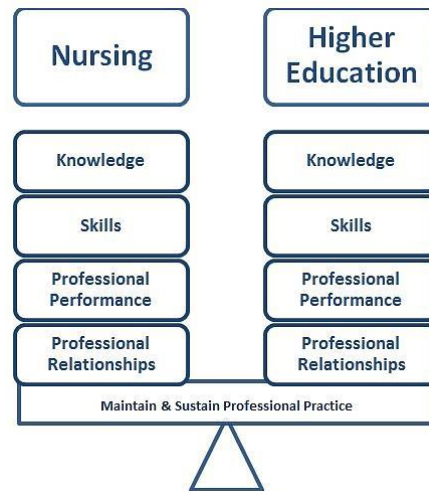 Nursing
Higher
Education
Knowledge
Knowledge
Skills
Skills
Professional
Performance
Professional
Performance
Professional
Relationships
Professional
Relationships
Maintain & Sustain Professional Practice